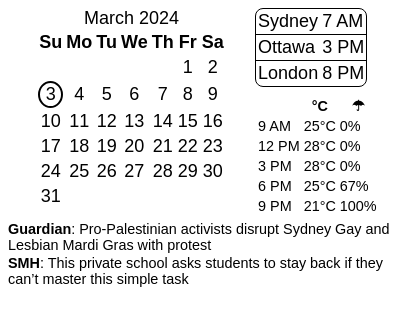 March 2024
Su Mo Tu We Th Fr Sa
1 2
3 4 5 6 7 8 9
10 11 12 13 14 15 16
17 18 19 20 21 22 23
24 25 26 27 28 29 30
31
Sydney 7 AM
Ottawa 3 PM
London 8 PM
°C ☂
9 AM 25°C 0%
12 PM 28°C 0%
3 PM 28°C 0%
6 PM 25°C 67%
9 PM 21°C 100%
Guardian: Pro-Palestinian activists disrupt Sydney Gay and
Lesbian Mardi Gras with protest
SMH: This private school asks students to stay back if they
can’t master this simple task